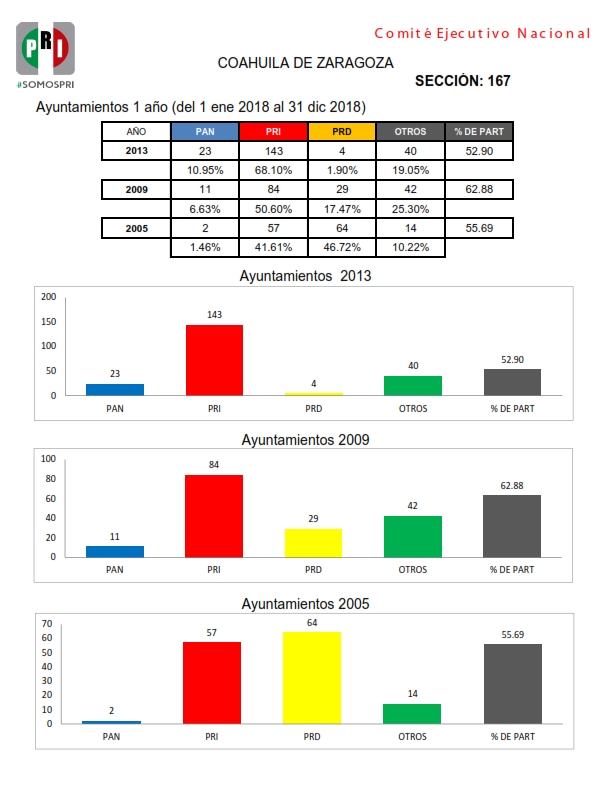 PRI
#SOMOSPRI
Comité Ejecutivo Nacional
COAHUILA DE ZARAGOZA
SECCIÓN: 167
Ayuntamientos 1 año (del 1 ene 2018 al 31 dic 2018)
AÑO PAN PRI PRD OTROS % DE PART
2013 23 143 4 40 52.90
10.95% 68.10% 1.90% 19.05%
2009 11 84 29 42 62.88
6.63% 50.60% 17.47% 25.30%
2005 2 57 64 14 55.69
1.46% 41.61% 46.72% 10.22%
Ayuntamientos 2013
200
150
100
50
0
23 143 4 40 52.90
PAN PRI PRD OTROS % DE PART
Ayuntamientos 2009
100
80
60
40
20
0
11 84 29 42 62.88
PAN PRI PRD OTROS % DE PART
Ayuntamientos 2005
70
60
50
40
30
20
10
0
2 57 64 14 55.69
PAN PRI PRD OTROS % DE PART